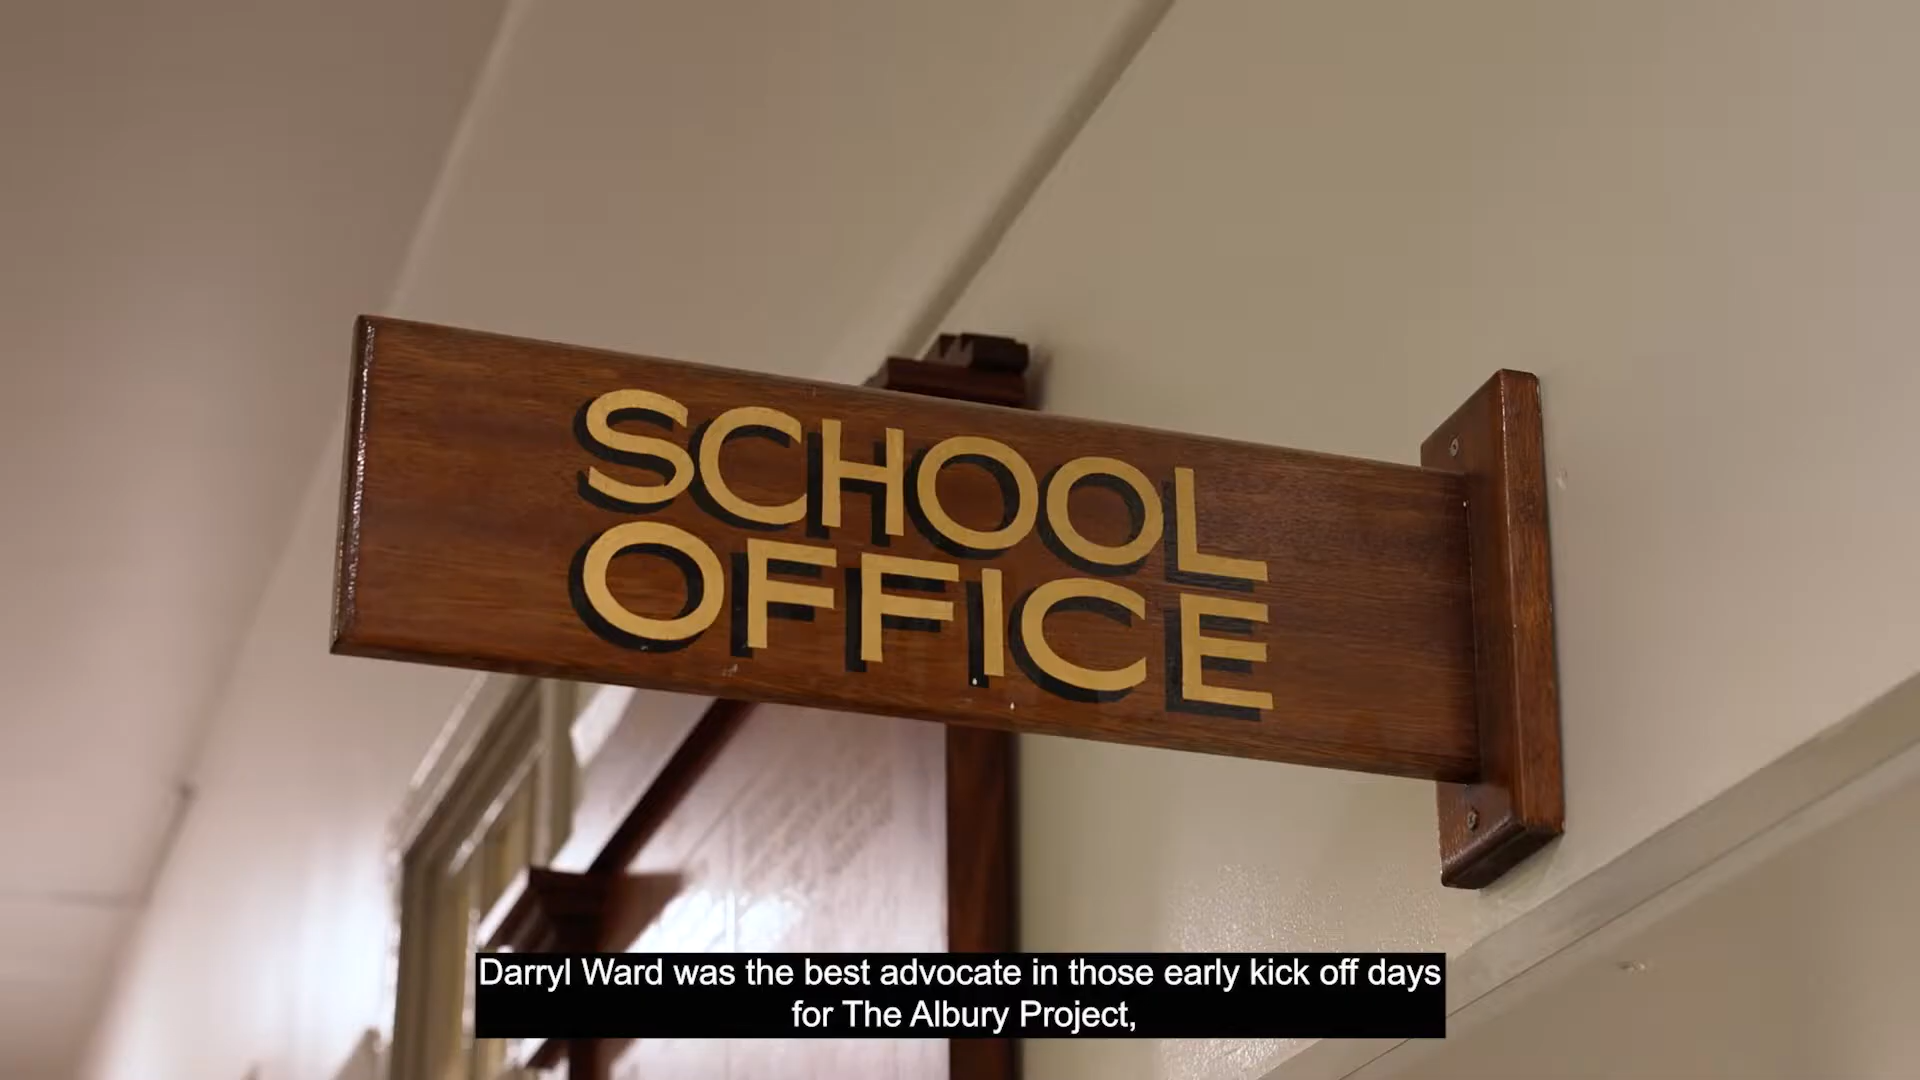 SCHOOL
OFFICE
Darryl Ward was the best advocate in those early kick off days
for The Albury Project,